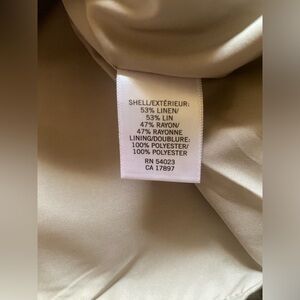 SHELL/EXTÉRIEUR:
53% LINEN/
53% LIN
47% RAYON/
47% RAYONNE
LINING/DOUBLURE:
100% POLYESTER/
100% POLYESTER
RN 54023
CA 17897